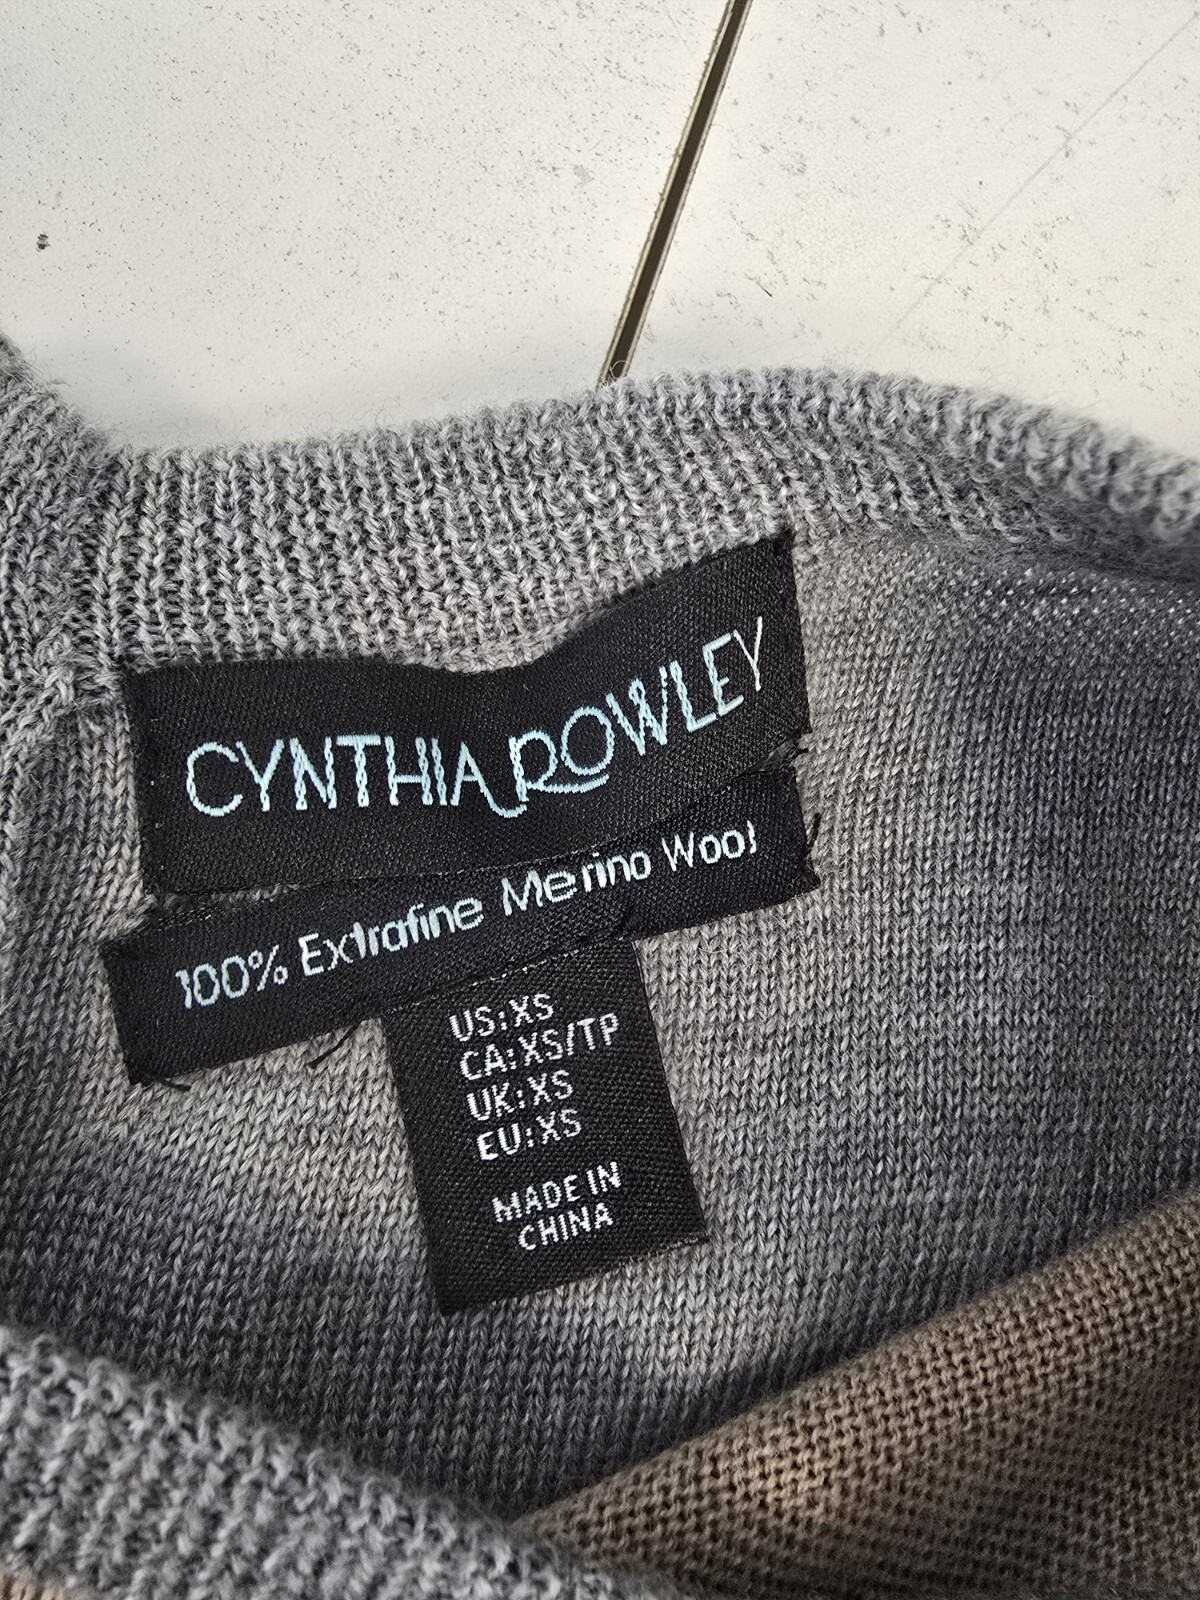 CYNTHIA ROWLEY
100% Extrafine Merino Wool
US:XS
CA:XS/TP
UK:XS
EU:XS
MADE IN
CHINA